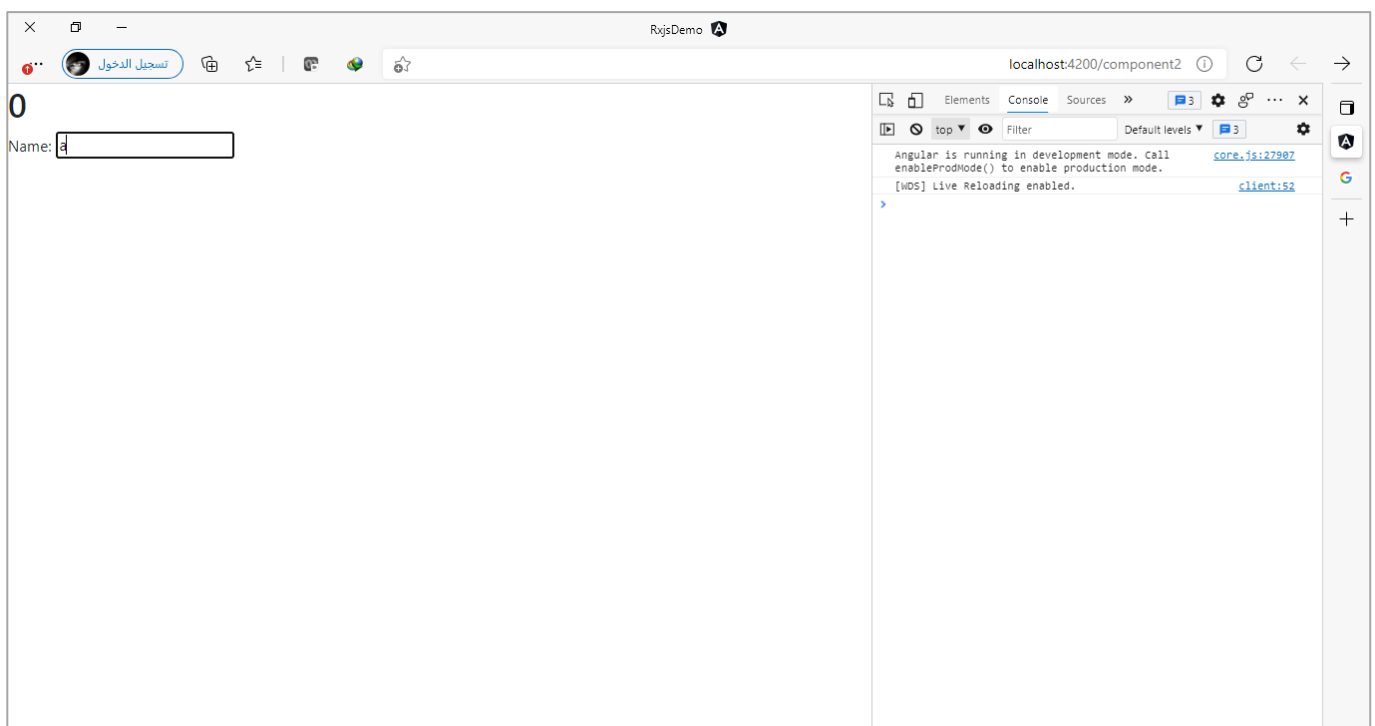 RxjsDemo
تسجيل الدخول
localhost:4200/component2
0
Name: a
Elements Console Sources » 3
top ▼ Filter Default levels ▼ 3
Angular is running in development mode. Call core.js:27907
enableProdMode() to enable production mode.
[WDS] Live Reloading enabled. client:52
>